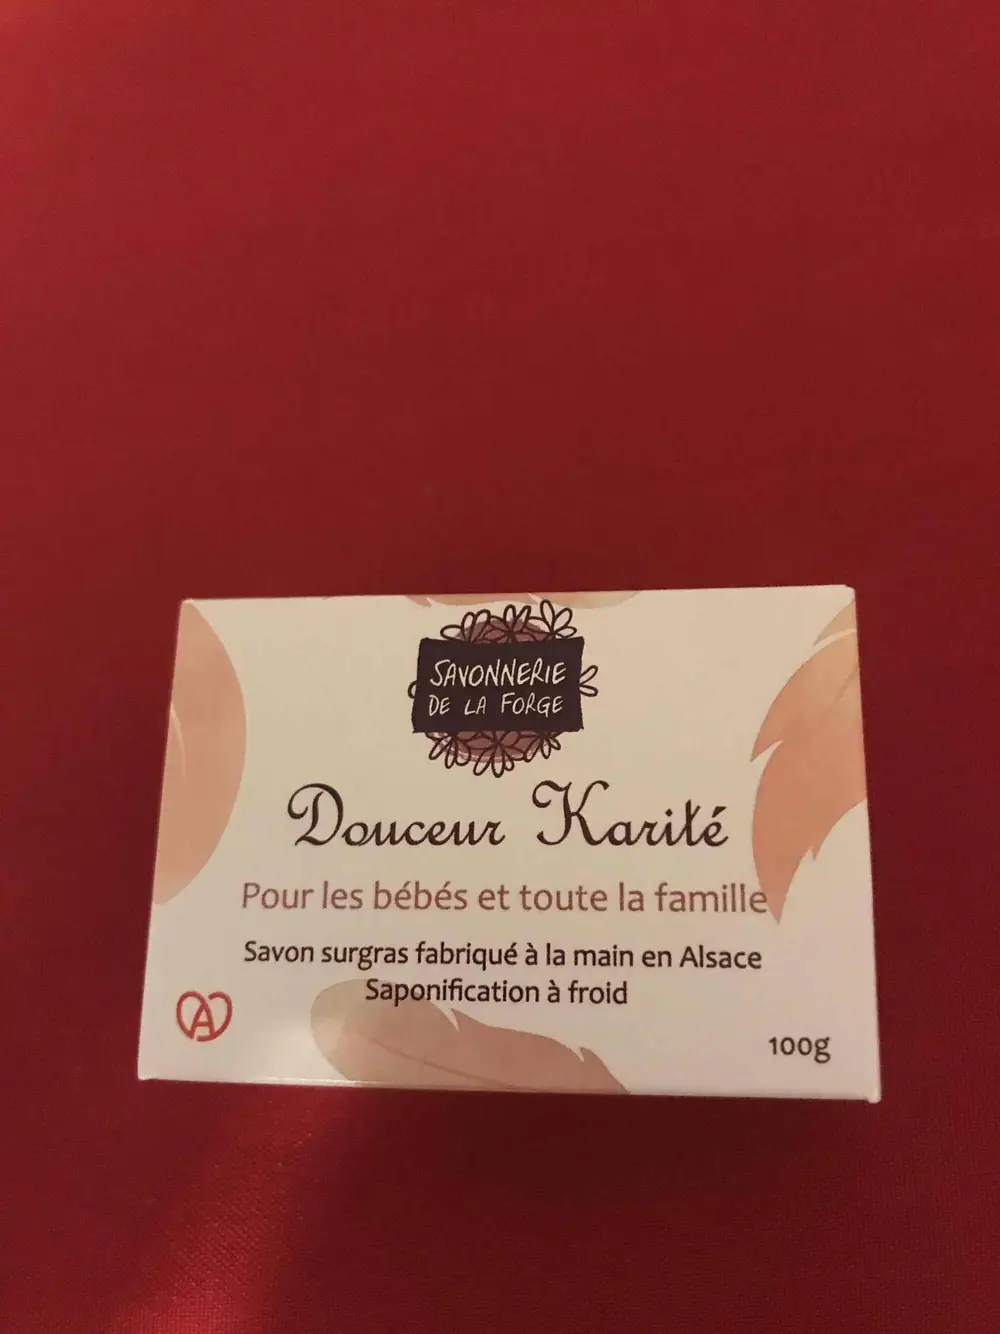 SAVONNERIE
DE LA FORGE
Douceur Karité
Pour les bébés et toute la famille
Savon surgras fabriqué à la main en Alsace
Saponification à froid
A
100g